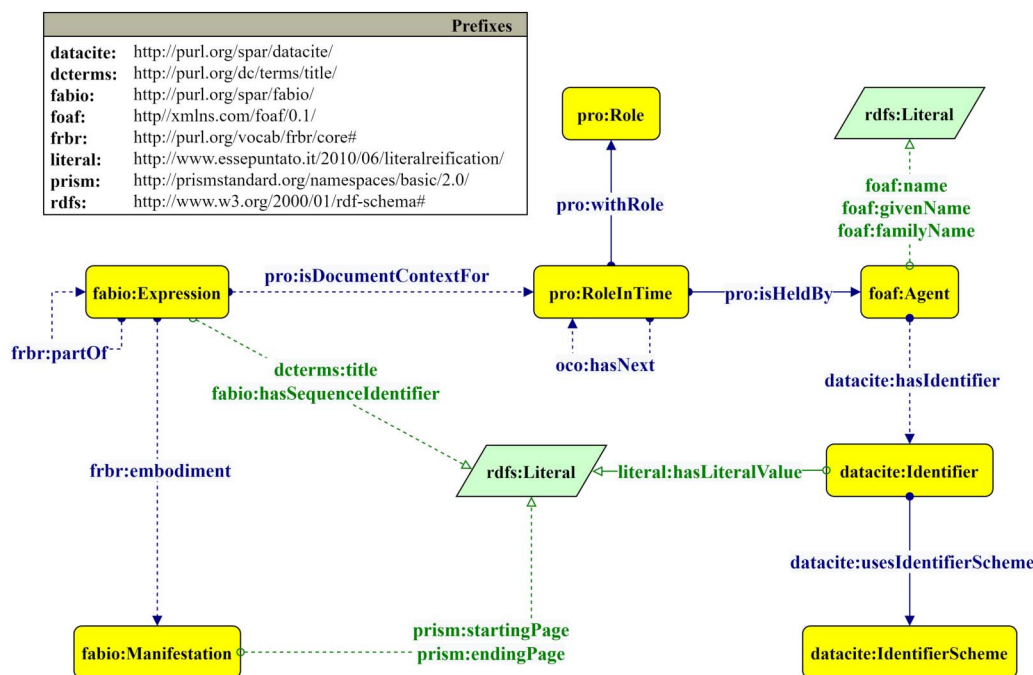 Prefixes
datacite: http://purl.org/spar/datacite/
dcterms: http://purl.org/dc/terms/title/
fabio: http://purl.org/spar/fabio/
foaf: http//xmlns.com/foaf/0.1/
frbr: http://purl.org/vocab/frbr/core#
literal: http://www.essepuntato.it/2010/06/literalreification/
prism: http://prismstandard.org/namespaces/basic/2.0/
rdfs: http://www.w3.org/2000/01/rdf-schema#
pro:Role
rdfs:Literal
pro:withRole
foaf:name
foaf:givenName
foaf:familyName
fabio:Expression
pro:isDocumentContextFor
pro:RoleInTime
pro:isHeldBy
foaf:Agent
frbr:partOf
oco:hasNext
dcterms:title
fabio:hasSequenceIdentifier
datacite:hasIdentifier
frbr:embodiment
rdfs:Literal
literal:hasLiteralValue
datacite:Identifier
datacite:usesIdentifierScheme
fabio:Manifestation
prism:startingPage
prism:endingPage
datacite:IdentifierScheme